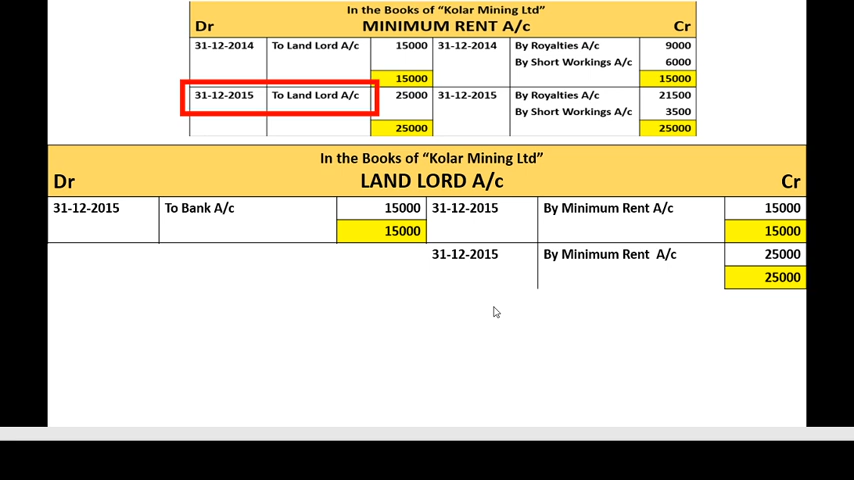 In the Books of “Kolar Mining Ltd”
Dr MINIMUM RENT A/c Cr
31-12-2014 To Land Lord A/c 15000 31-12-2014 By Royalties A/c 9000
By Short Workings A/c 6000
15000 15000
31-12-2015 To Land Lord A/c 25000 31-12-2015 By Royalties A/c 21500
By Short Workings A/c 3500
25000 25000
In the Books of “Kolar Mining Ltd”
Dr LAND LORD A/c Cr
31-12-2015 To Bank A/c 15000 31-12-2015 By Minimum Rent A/c 15000
15000 15000
31-12-2015 By Minimum Rent A/c 25000
25000